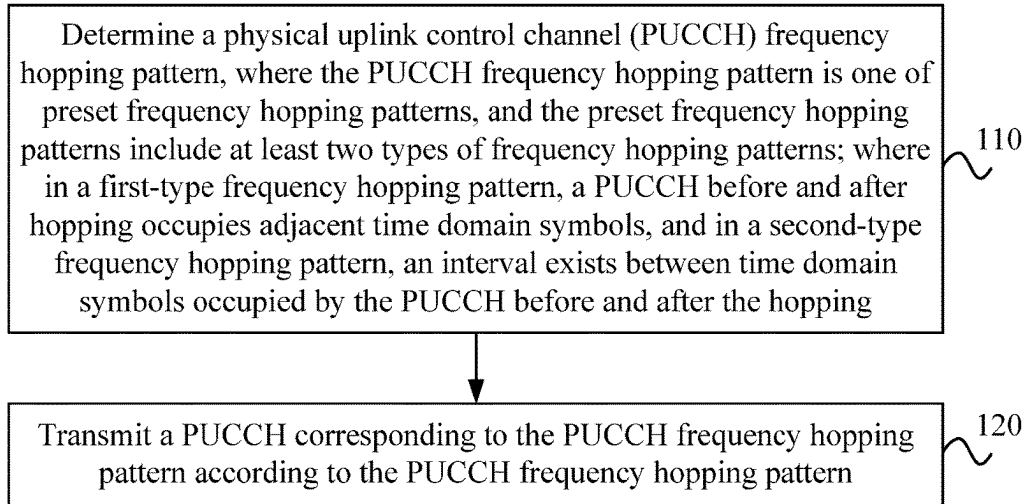 Determine a physical uplink control channel (PUCCH) frequency
hopping pattern, where the PUCCH frequency hopping pattern is one of
preset frequency hopping patterns, and the preset frequency hopping
patterns include at least two types of frequency hopping patterns; where
in a first-type frequency hopping pattern, a PUCCH before and after
hopping occupies adjacent time domain symbols, and in a second-type
frequency hopping pattern, an interval exists between time domain
symbols occupied by the PUCCH before and after the hopping
110
Transmit a PUCCH corresponding to the PUCCH frequency hopping
pattern according to the PUCCH frequency hopping pattern
120